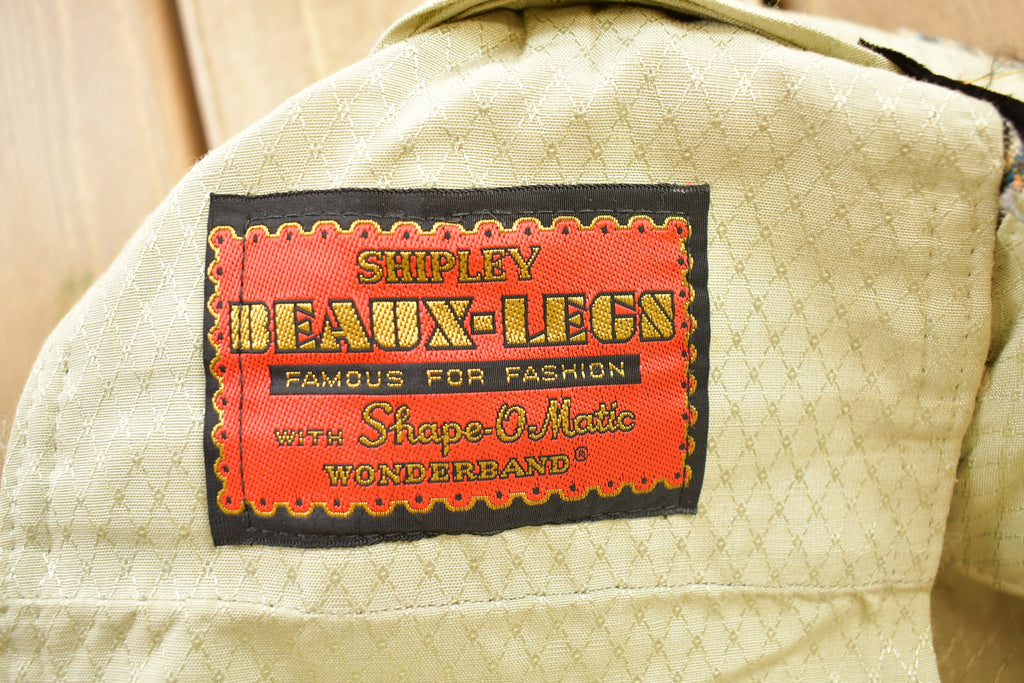 SHIPLEY
BEAUX-LEGS
FAMOUS FOR FASHION
WITH Shape-O-Matic
WONDERBAND®